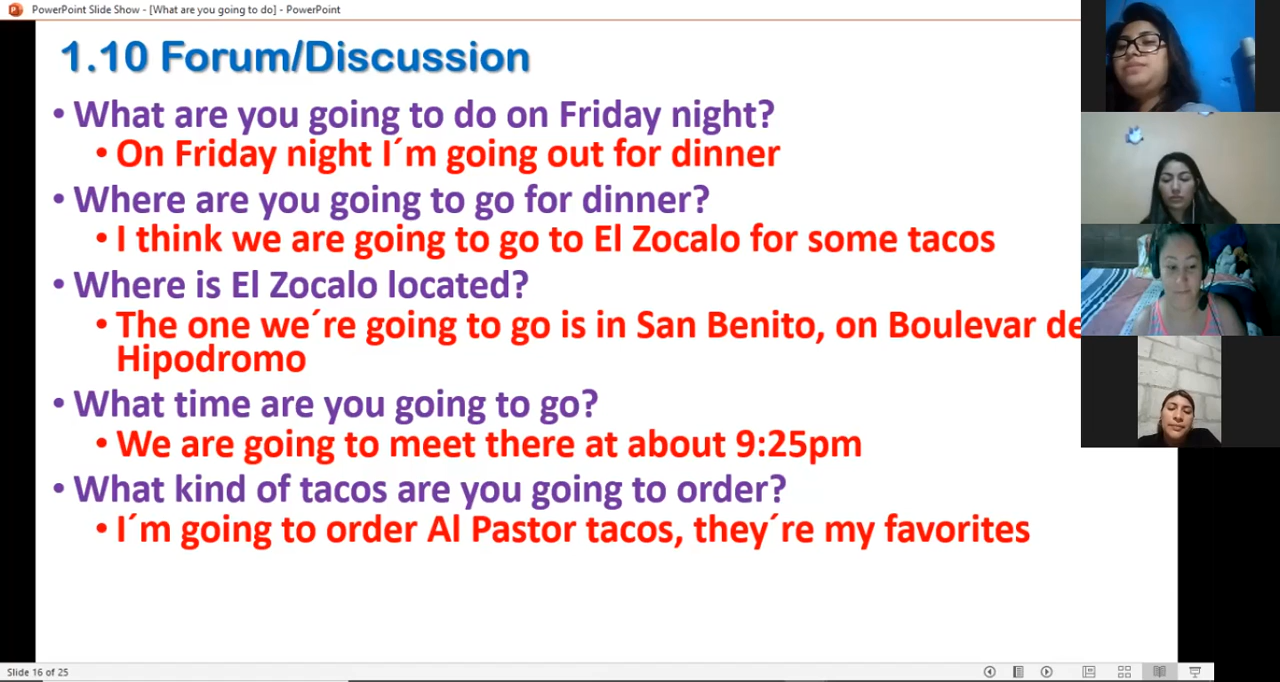 PowerPoint Slide Show - [What are you going to do] - PowerPoint
1.10 Forum/Discussion
• What are you going to do on Friday night?
• On Friday night I´m going out for dinner
• Where are you going to go for dinner?
• I think we are going to go to El Zocalo for some tacos
• Where is El Zocalo located?
• The one we´re going to go is in San Benito, on Boulevar de
Hipodromo
• What time are you going to go?
• We are going to meet there at about 9:25pm
• What kind of tacos are you going to order?
• I´m going to order Al Pastor tacos, they´re my favorites
Slide 16 of 25